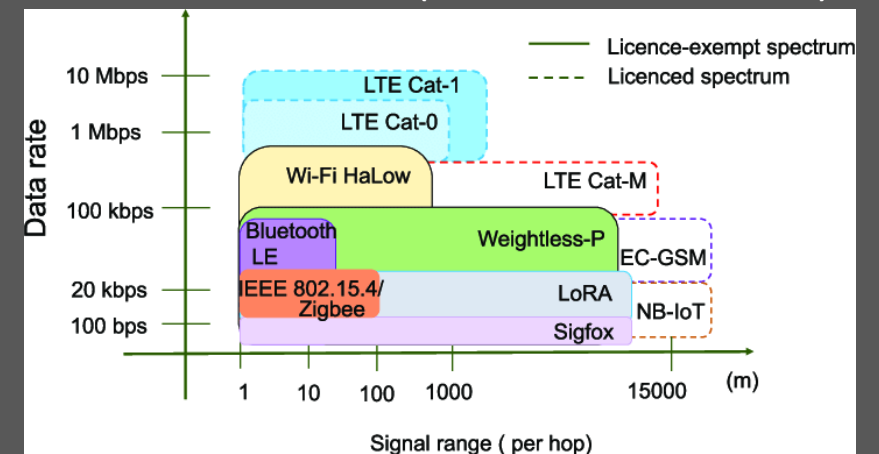 Licence-exempt spectrum
Licenced spectrum
Data rate
10 Mbps
1 Mbps
100 kbps
20 kbps
100 bps
LTE Cat-1
LTE Cat-0
Wi-Fi HaLow
LTE Cat-M
Bluetooth
LE
Weightless-P
EC-GSM
IEEE 802.15.4/
Zigbee
LoRA
NB-IoT
Sigfox
1 10 100 1000 15000 (m)
Signal range ( per hop)